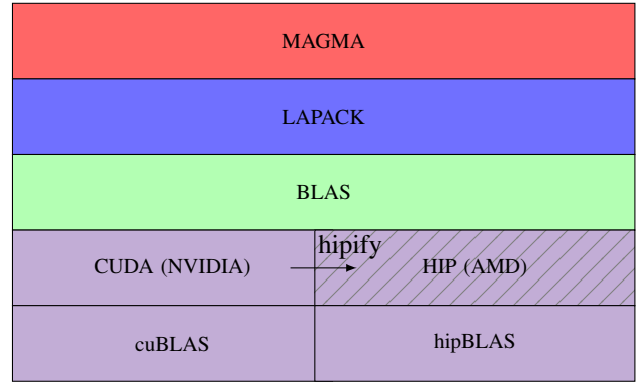 MAGMA
LAPACK
BLAS
hipify
CUDA (NVIDIA) HIP (AMD)
cuBLAS hipBLAS